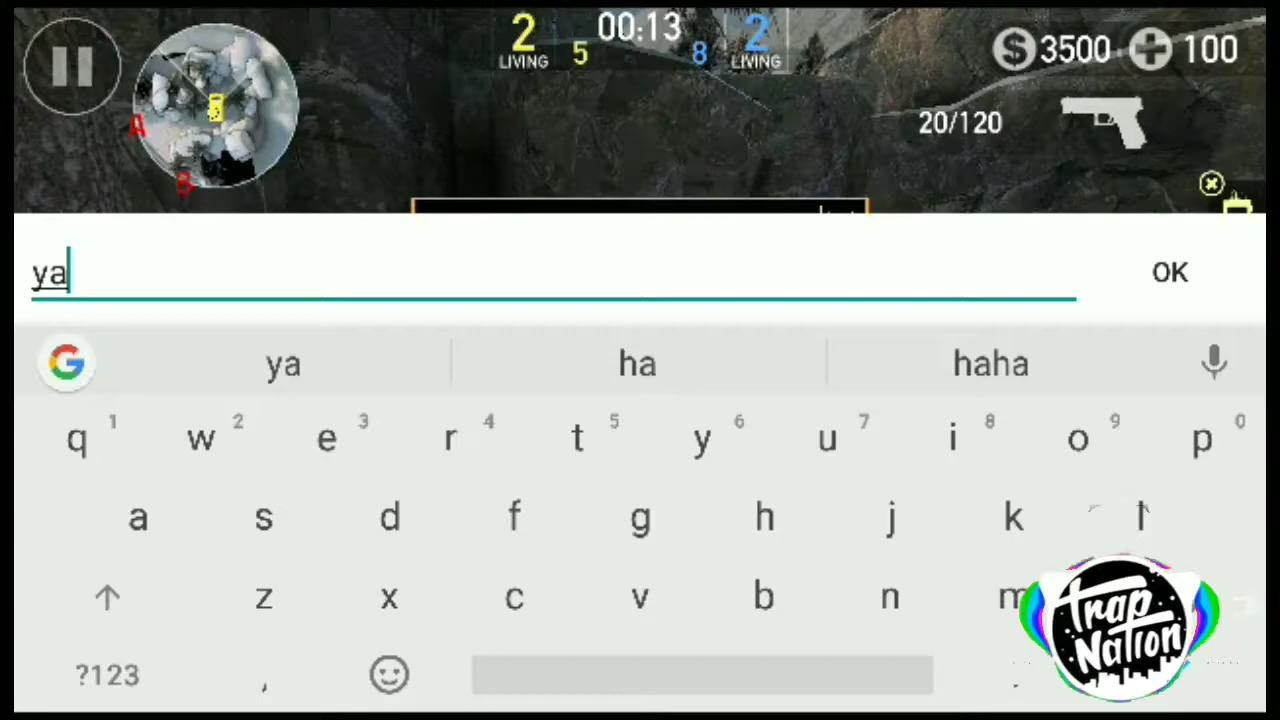 2 00:13 2
LIVING 5 8 LIVING
$ 3500 100
20/120
A
B
ya
OK
G ya ha haha
q 1 w 2 e 3 r 4 t 5 y 6 u 7 i 8 o 9 p 0
a s d f g h j k l
z x c v b n m
?123 , .
Trap
Nation